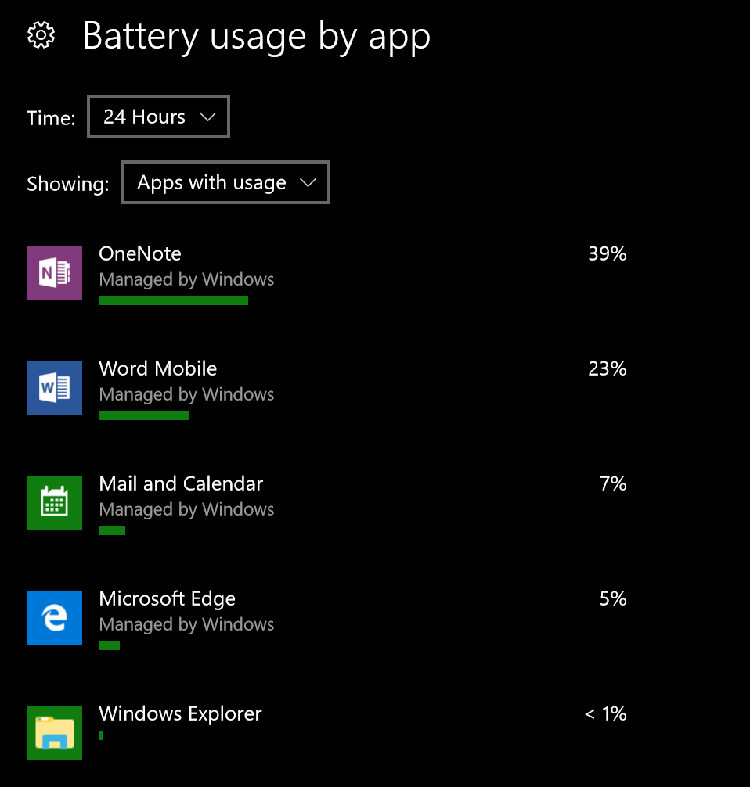 Battery usage by app
Time: 24 Hours
Showing: Apps with usage
N
OneNote 39%
Managed by Windows
W
Word Mobile 23%
Managed by Windows
Mail and Calendar 7%
Managed by Windows
Microsoft Edge 5%
Managed by Windows
Windows Explorer < 1%